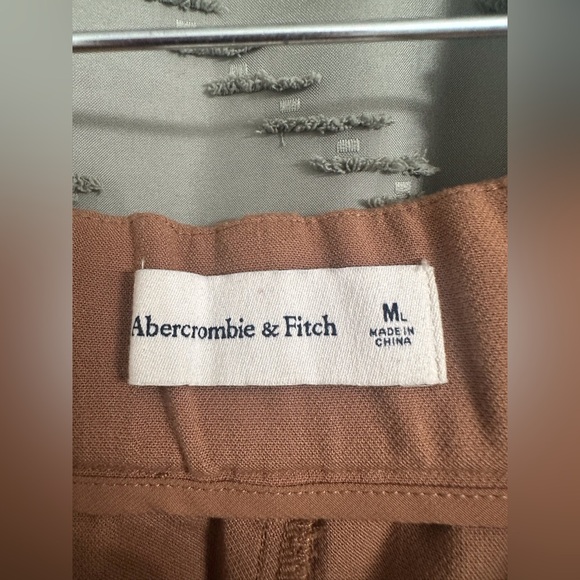 Abercrombie & Fitch
ML
MADE IN
CHINA